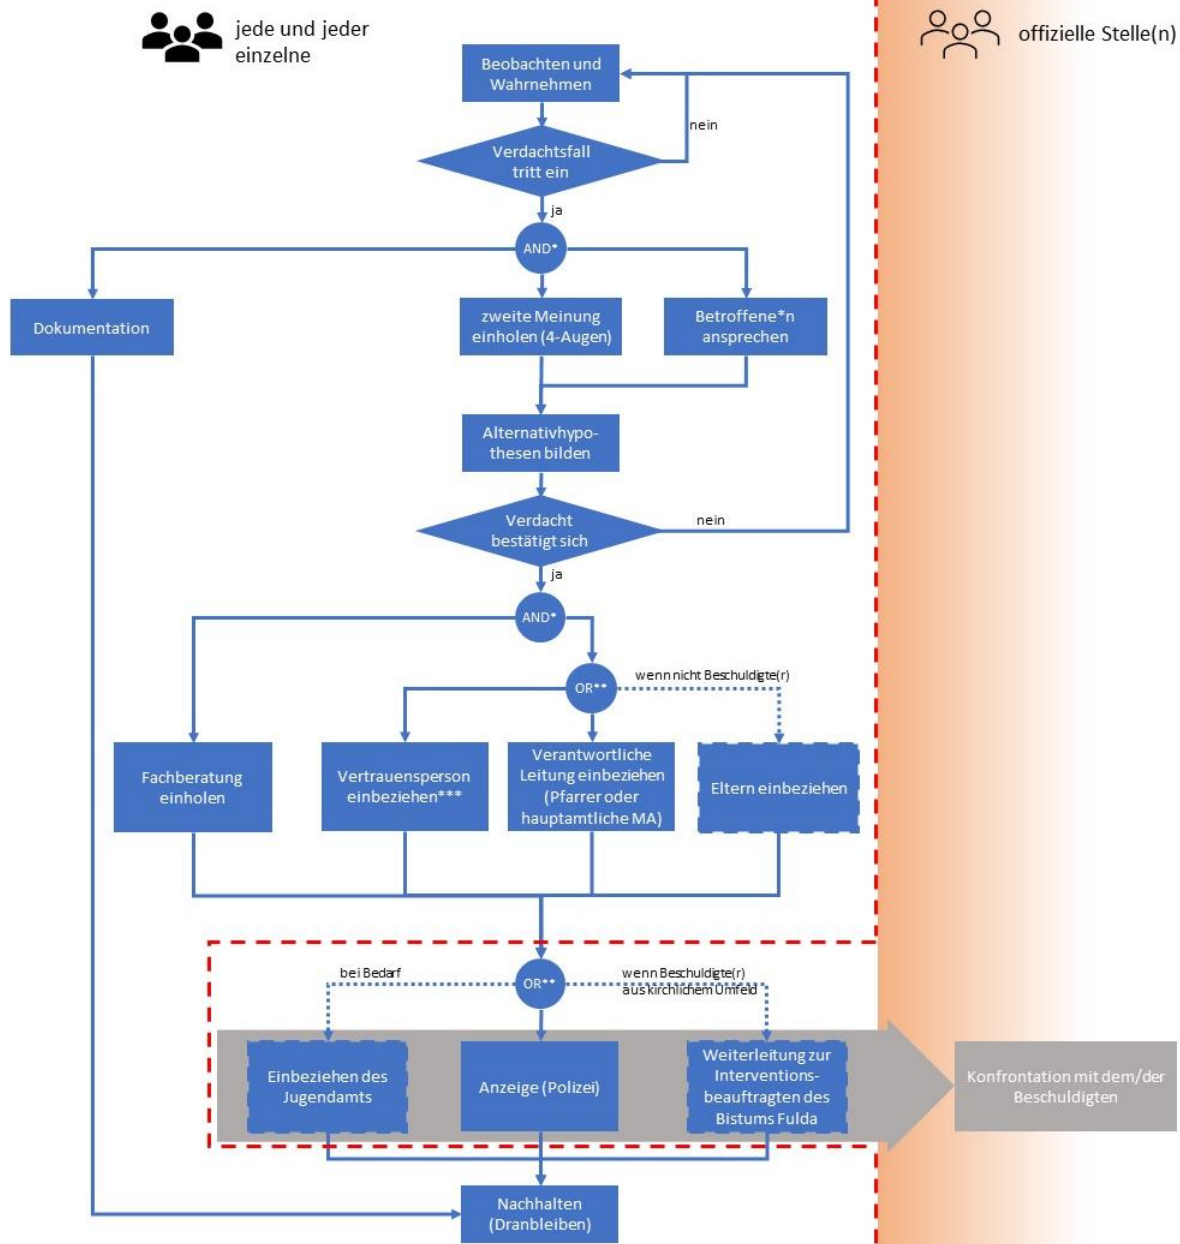 jede und jeder
einzelne
offizielle Stelle(n)
Beobachten und
Wahrnehmen
nein
Verdachtsfall
tritt ein
ja
AND*
Dokumentation
zweite Meinung
einholen (4-Augen)
Betroffene*n
ansprechen
Alternativhypo-
thesen bilden
Verdacht
bestätigt sich
nein
ja
AND*
OR**
wenn nicht Beschuldigte(r)
Fachberatung
einholen
Vertrauensperson
einbeziehen***
Verantwortliche
Leitung einbeziehen
(Pfarrer oder
hauptamtliche MA)
Eltern einbeziehen
bei Bedarf
OR**
wenn Beschuldigte(r)
aus kirchlichem Umfeld
Einbeziehen des
Jugendamts
Anzeige (Polizei)
Weiterleitung zur
Interventions-
beauftragten des
Bistums Fulda
Konfrontation mit dem/der
Beschuldigten
Nachhalten
(Dranbleiben)